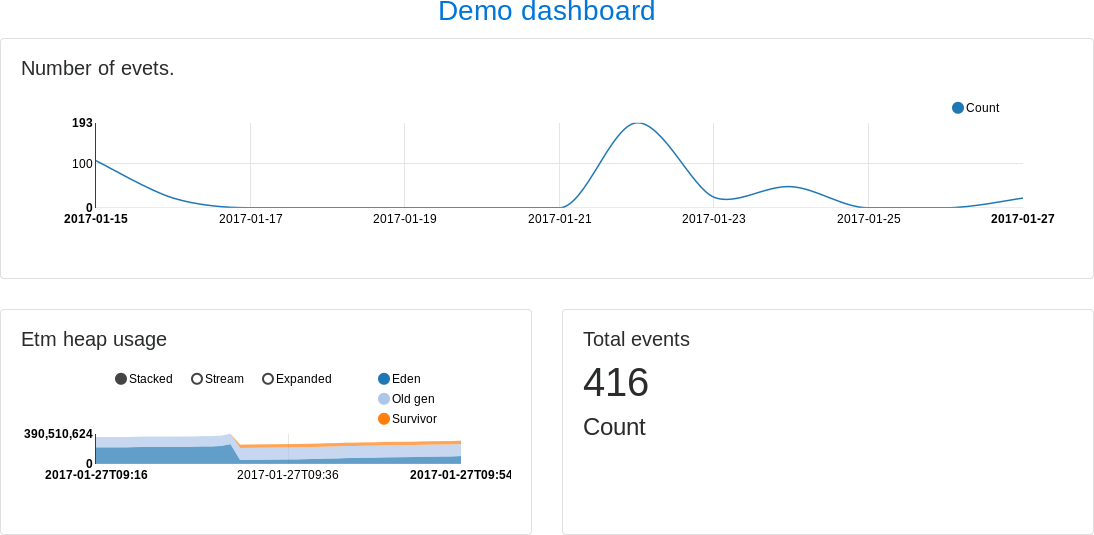 Demo dashboard
Number of evets.
Count
193
100
0
2017-01-15 2017-01-17 2017-01-19 2017-01-21 2017-01-23 2017-01-25 2017-01-27
Etm heap usage
Stacked Stream Expanded Eden
Old gen
Survivor
390,510,624
0
2017-01-27T09:16 2017-01-27T09:36 2017-01-27T09:54
Total events
416
Count